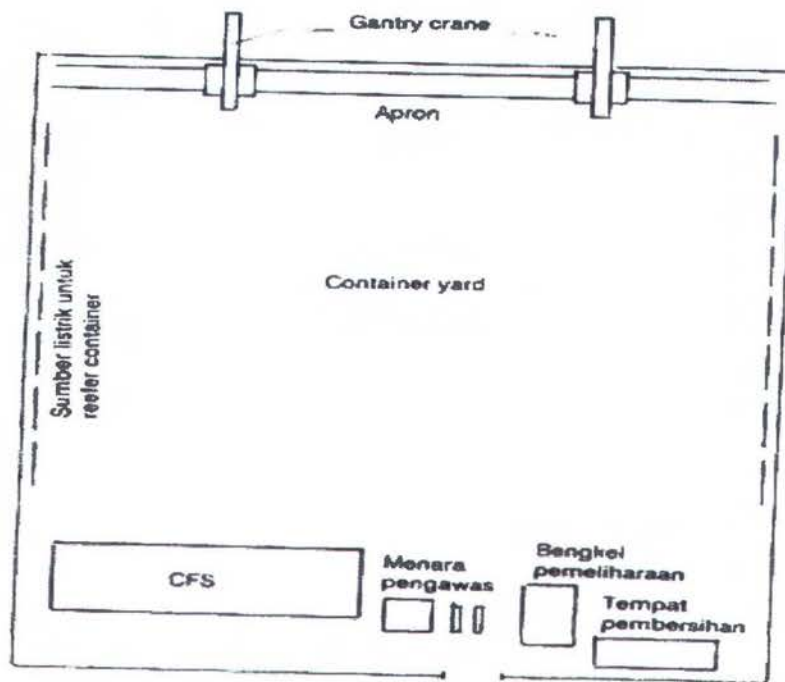 Gantry crane
Apron
Container yard
Sumber listrik untuk
reefer container
CFS
Menara
pengawas
Bengkel
pemeliharaan
Tempat
pembersihan